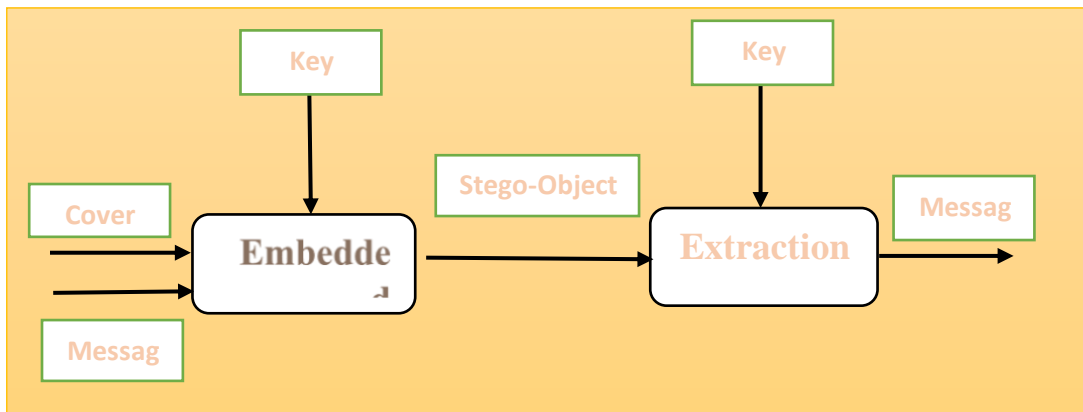 Key
Key
Stego-Object
Cover
Messag
Embedde
d
Extraction
Messag